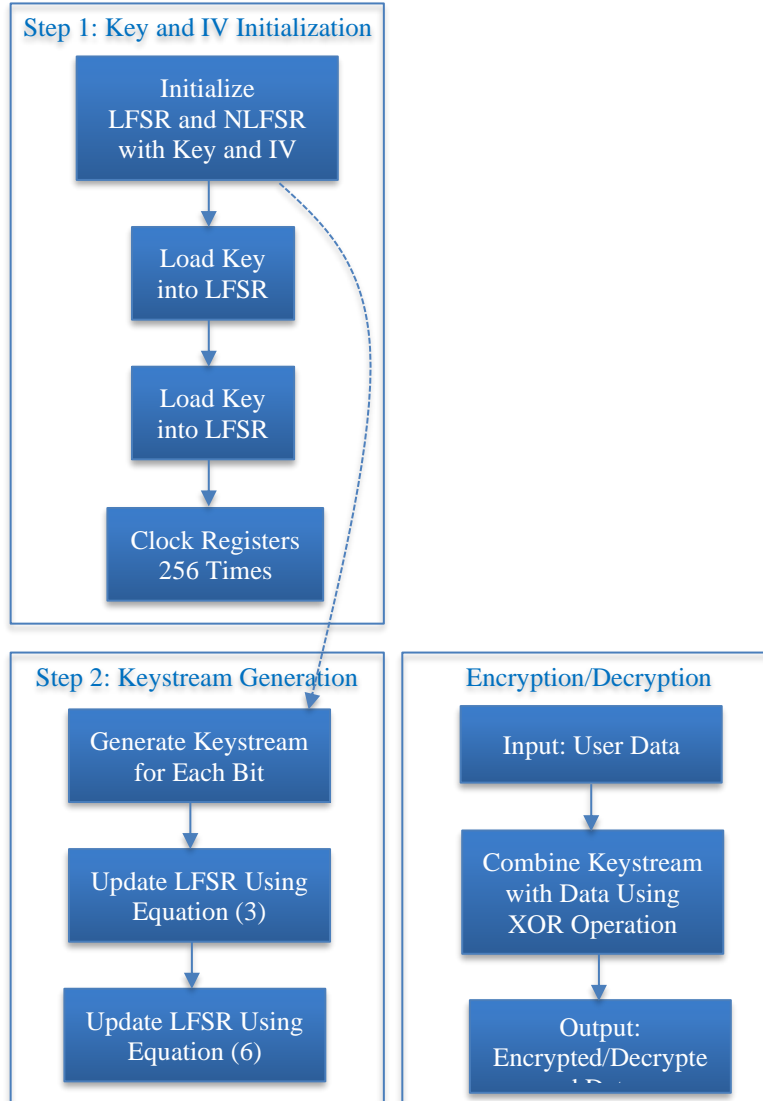 Step 1: Key and IV Initialization
Initialize
LFSR and NLFSR
with Key and IV
Load Key
into LFSR
Load Key
into LFSR
Clock Registers
256 Times
Step 2: Keystream Generation
Generate Keystream
for Each Bit
Update LFSR Using
Equation (3)
Update LFSR Using
Equation (6)
Encryption/Decryption
Input: User Data
Combine Keystream
with Data Using
XOR Operation
Output:
Encrypted/Decrypte